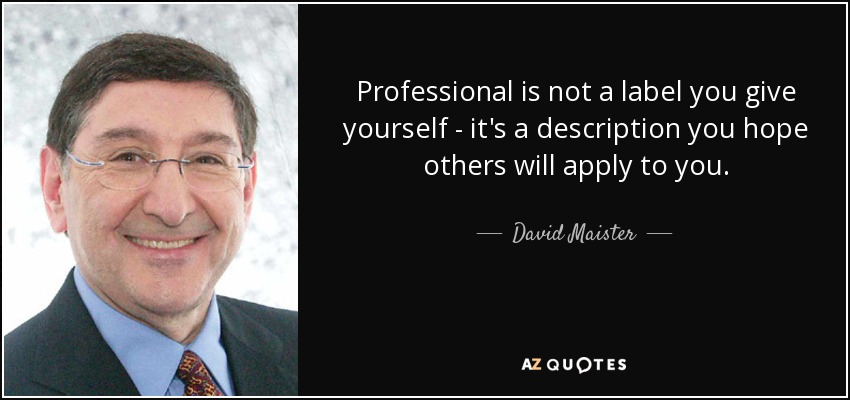 Professional is not a label you give
yourself - it's a description you hope
others will apply to you.
David Maister
AZ QUOTES